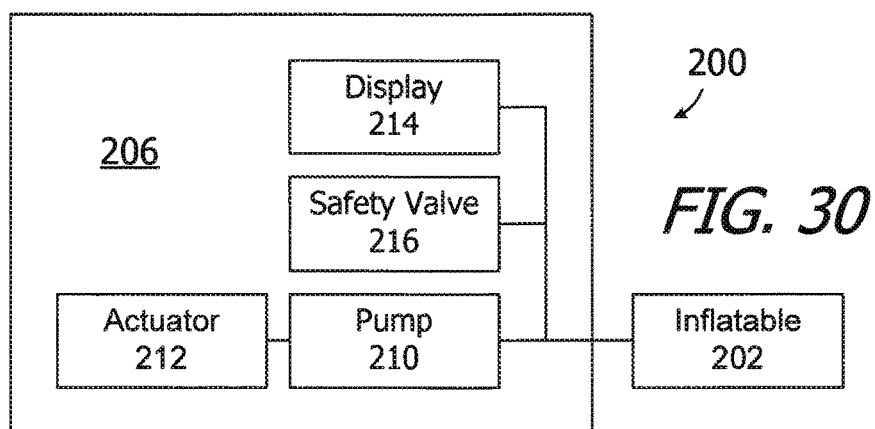 Display
214
200
206
Safety Valve
216
FIG. 30
Actuator
212
Pump
210
Inflatable
202